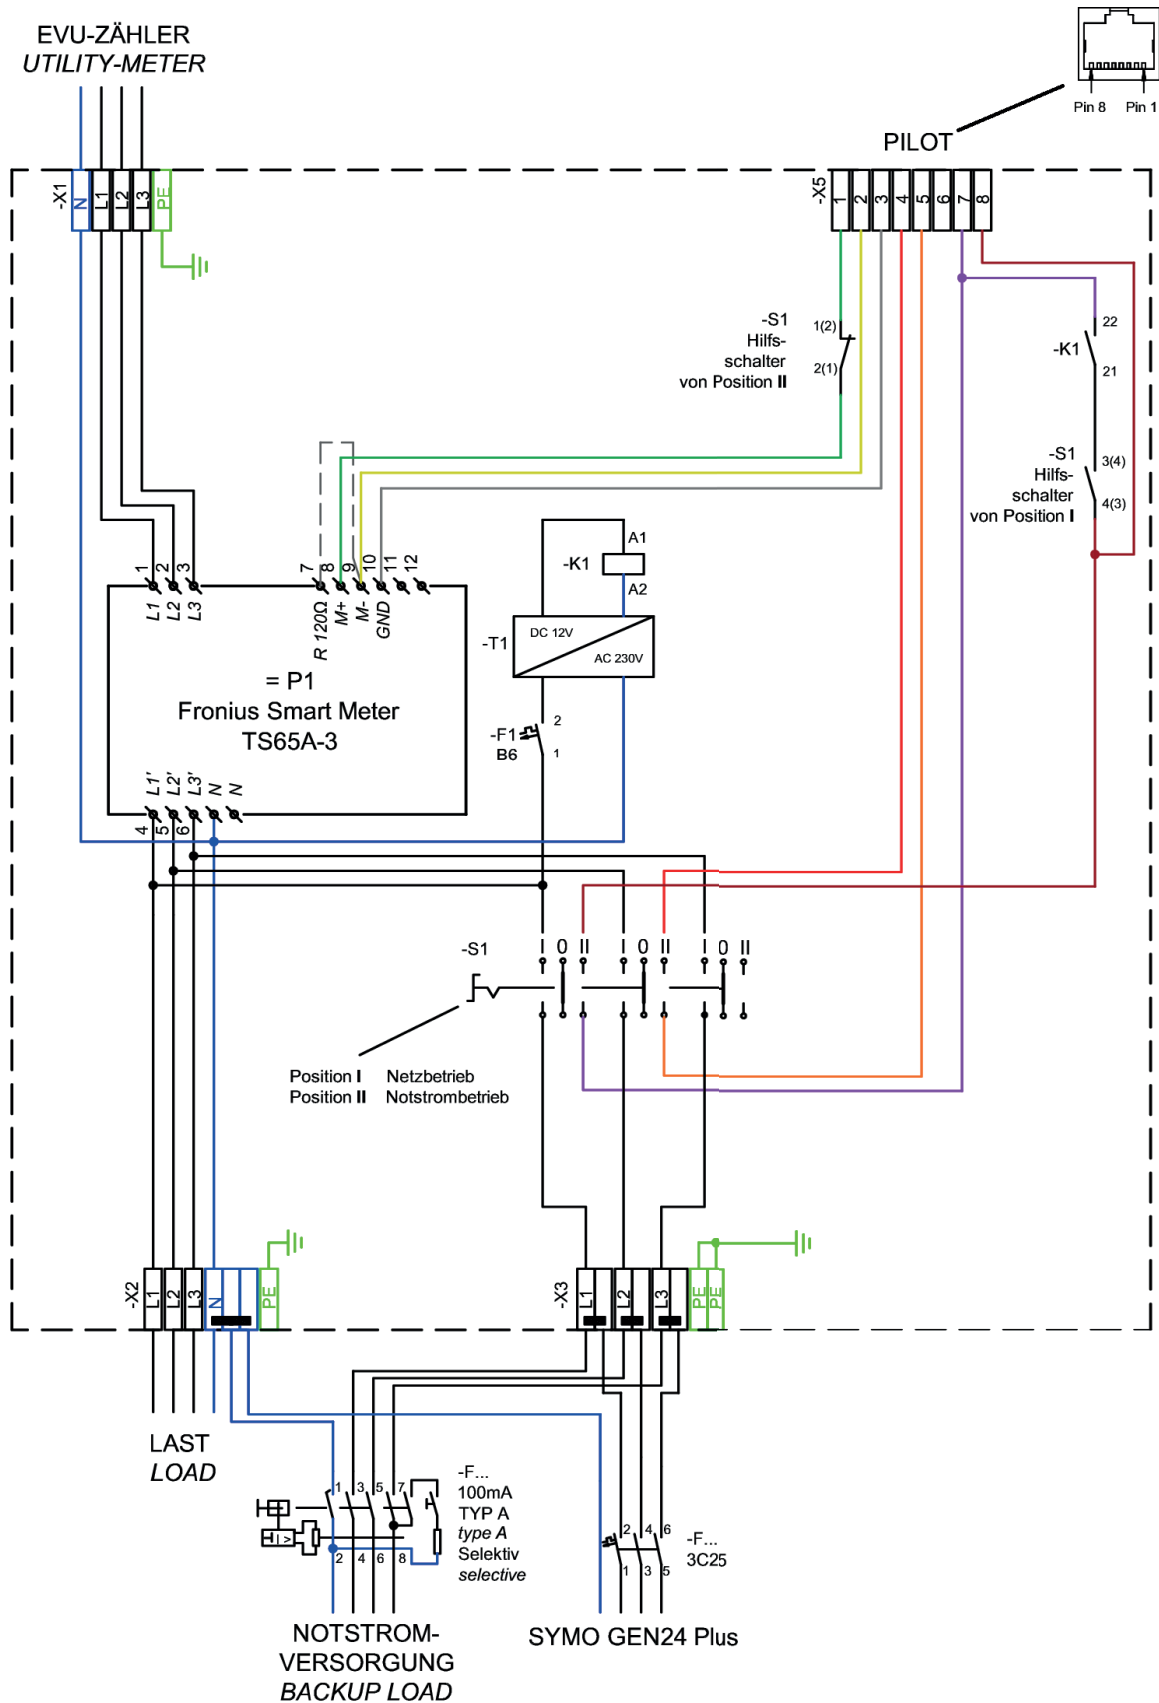 EVU-ZÄHLER
UTILITY-METER
Pin 8 Pin 1
PILOT
-X1 N L1 L2 L3 PE
-X5 1 2 3 4 5 6 7 8
-S1
Hilfs-
schalter
von Position II
1(2)
2(1)
22
-K1
21
-S1
Hilfs-
schalter
von Position I
3(4)
4(3)
1 2 3 7 8 9 10 11 12
L1 L2 L3 R 120Ω M+ M- GND
A1
-K1
A2
-T1
DC 12V
AC 230V
= P1
Fronius Smart Meter
TS65A-3
2
-F1
B6
1
L1' L2' L3' N N
4 5 6
-S1
I 0 II I 0 II I 0 II
Position I Netzbetrieb
Position II Notstrombetrieb
-X2 L1 L2 L3 N PE
-X3 L1 L2 L3 PE PE
LAST
LOAD
1 3 5 7
I >
2 4 6 8
-F...
100mA
TYP A
type A
Selektiv
selective
2 4 6
1 3 5
-F...
3C25
NOTSTROM-
VERSORGUNG
BACKUP LOAD
SYMO GEN24 Plus